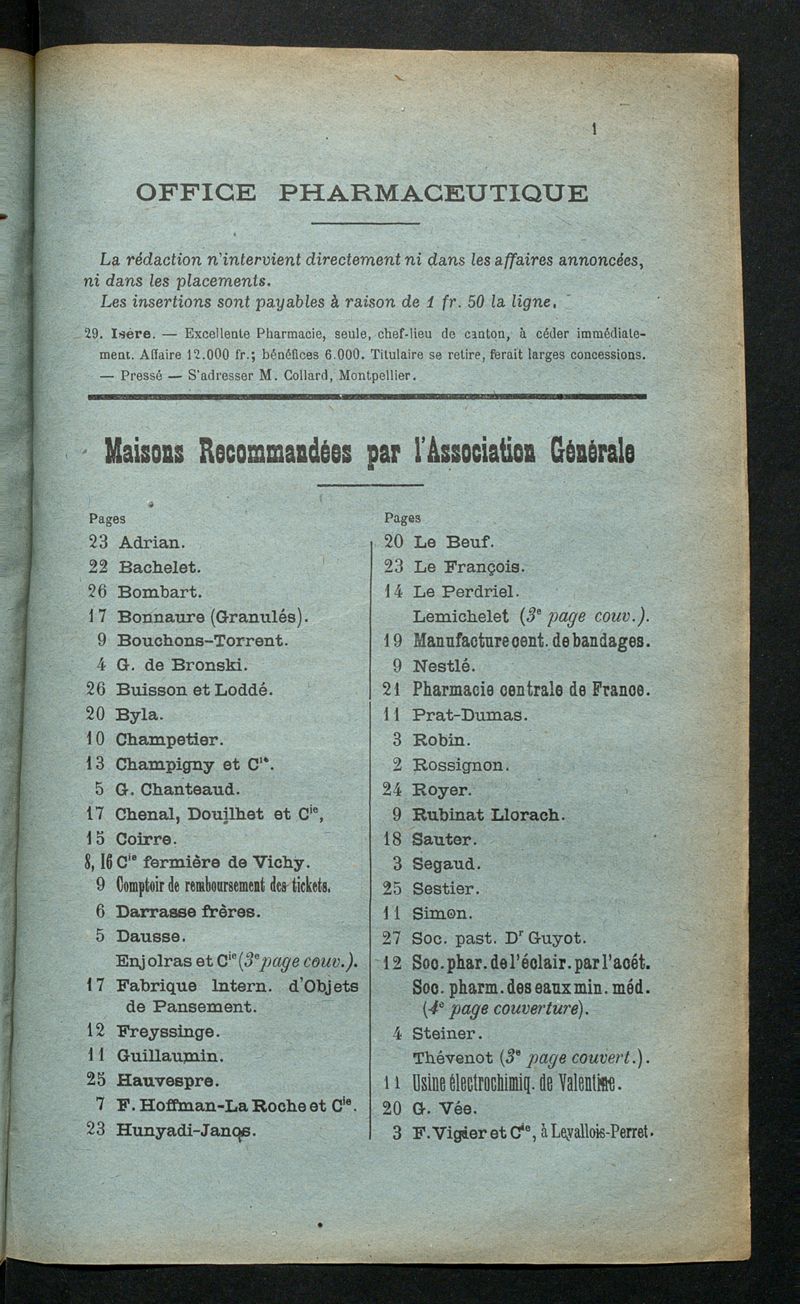 1
OFFICE PHARMACEUTIQUE
La rédaction n'intervient directement ni dans les affaires annoncées,
ni dans les placements.
Les insertions sont payables à raison de 1 fr. 50 la ligne.
29. Isère. — Excellente Pharmacie, seule, chef-lieu de canton, à céder immédiate-
ment. Affaire 12.000 fr.; bénéfices 6.000. Titulaire se retire, ferait larges concessions.
— Pressé — S'adresser M. Collard, Montpellier.
Maisons Recommandées par l'Association Générale
Pages
23 Adrian.
22 Bachelet.
26 Bombart.
17 Bonnaure (Granulés).
9 Bouchons-Torrent.
4 G. de Bronski.
26 Buisson et Loddé.
20 Byla.
10 Champetier.
13 Champigny et Cie.
5 G. Chanteaud.
17 Chenal, Douilhet et Cie,
15 Coirre.
8, 16 Cie fermière de Vichy.
9 Comptoir de remboursement des tickets.
6 Darrasse frères.
5 Dausse.
Enjolras et Cie (3e page couv.).
17 Fabrique Intern. d'Objets
de Pansement.
12 Freyssinge.
11 Guillaumin.
25 Hauvespre.
7 F. Hoffman-La Roche et Cie.
23 Hunyadi-Janos.
Pages
20 Le Beuf.
23 Le François.
14 Le Perdriel.
Lemichelet (3e page couv.).
19 Manufacture cent. de bandages.
9 Nestlé.
21 Pharmacie centrale de France.
11 Prat-Dumas.
3 Robin.
2 Rossignon.
24 Royer.
9 Rubinat Llorach.
18 Sauter.
3 Segaud.
25 Sestier.
11 Simon.
27 Soc. past. Dr Guyot.
12 Soc. phar. de l'éclair. par l'acét.
Soc. pharm. des eaux min. méd.
(4e page couverture).
4 Steiner.
Thévenot (3e page couvert.).
11 Usine électrochimiq. de Valentine.
20 G. Vée.
3 F. Vigier et Cie, à Levallois-Perret.